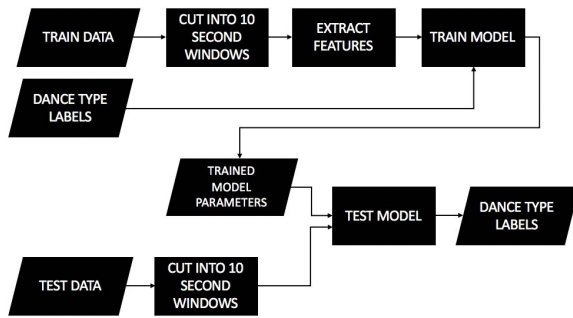 TRAIN DATA
CUT INTO 10
SECOND
WINDOWS
EXTRACT
FEATURES
TRAIN MODEL
DANCE TYPE
LABELS
TRAINED
MODEL
PARAMETERS
TEST MODEL
DANCE TYPE
LABELS
TEST DATA
CUT INTO 10
SECOND
WINDOWS